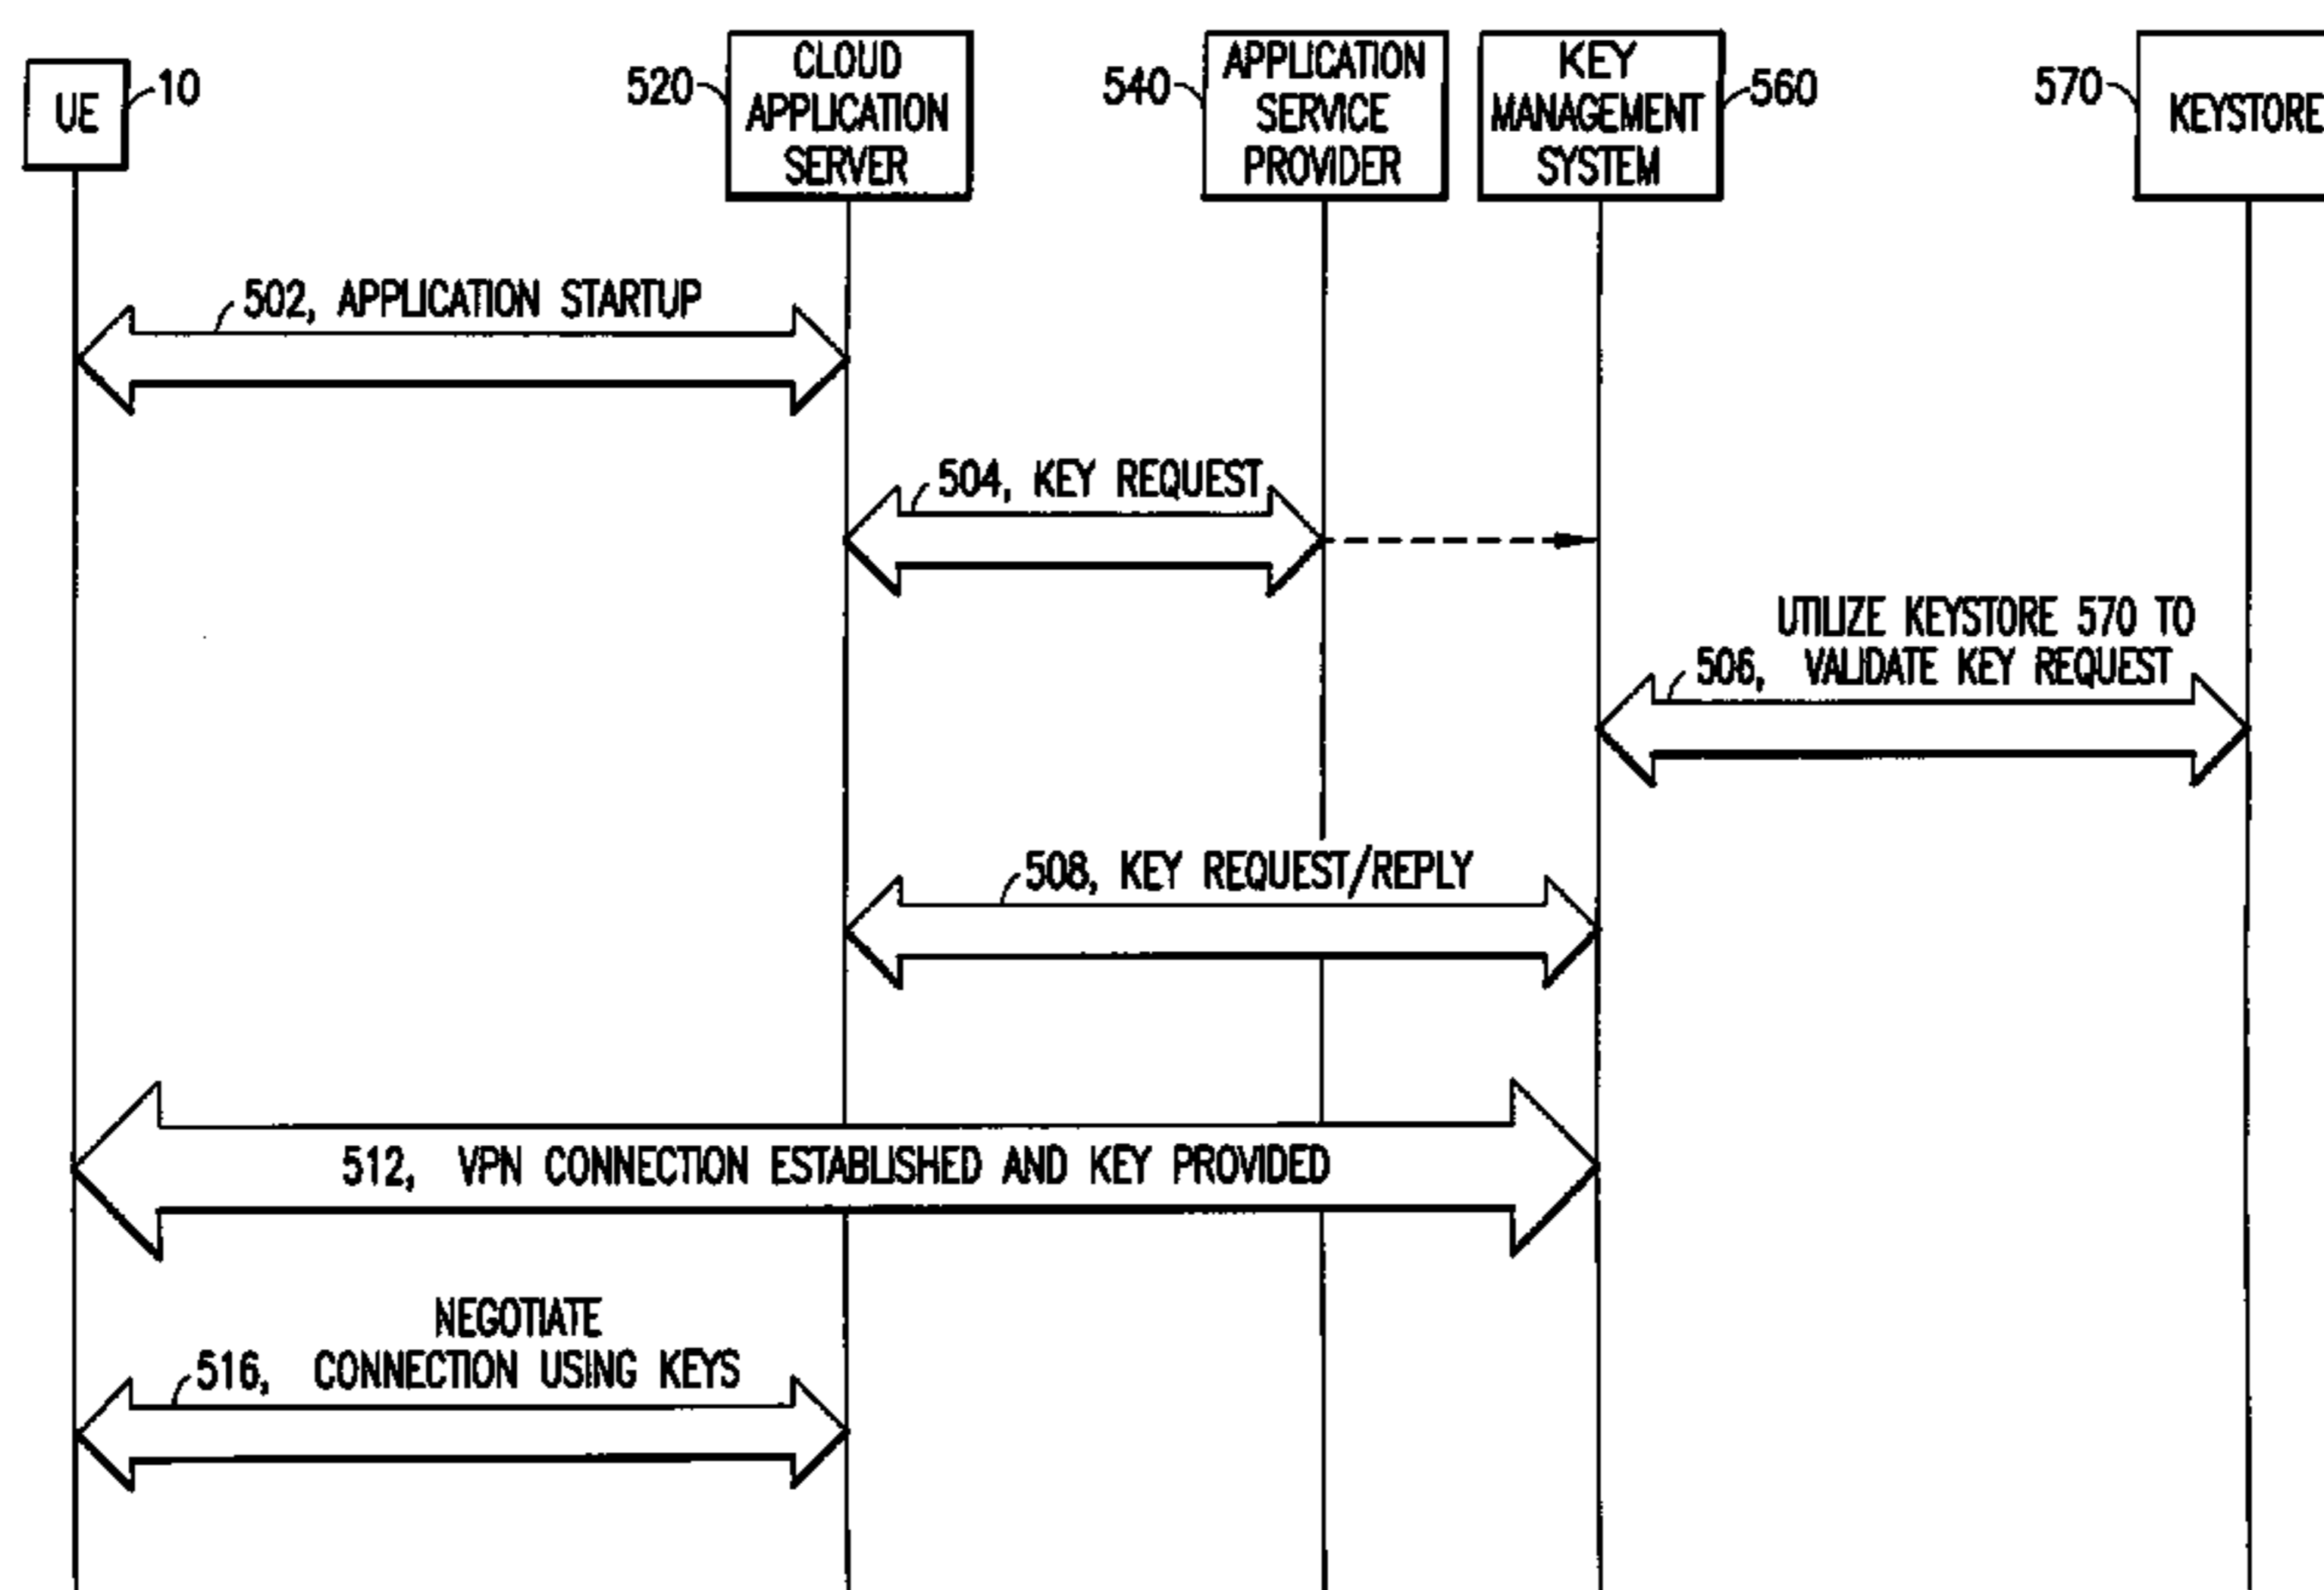 UE
10
520
CLOUD
APPLICATION
SERVER
540
APPLICATION
SERVICE
PROVIDER
KEY
MANAGEMENT
SYSTEM
560
570
KEYSTORE
502, APPLICATION STARTUP
504, KEY REQUEST
UTILIZE KEYSTORE 570 TO
506, VALIDATE KEY REQUEST
508, KEY REQUEST/REPLY
512, VPN CONNECTION ESTABLISHED AND KEY PROVIDED
NEGOTIATE
516, CONNECTION USING KEYS